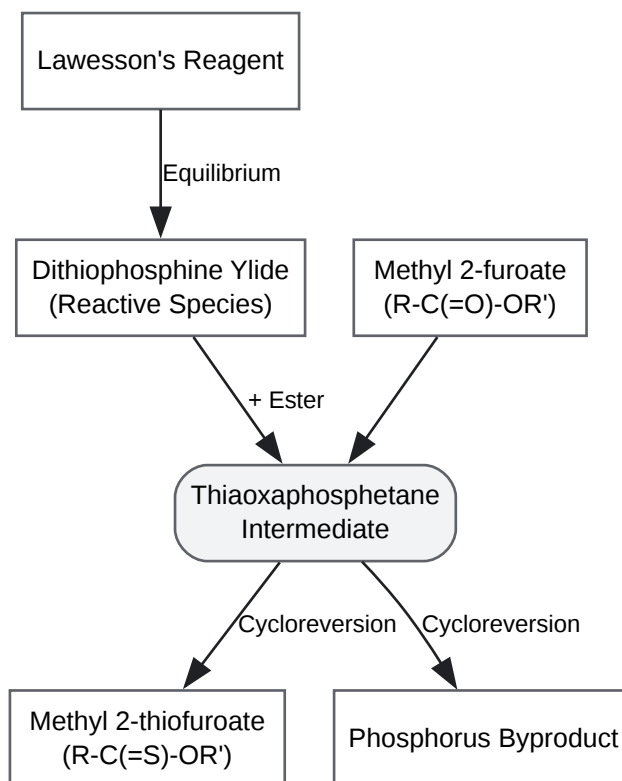 Lawesson's Reagent
Equilibrium
Dithiophosphine Ylide
(Reactive Species)
Methyl 2-furoate
(R-C(=O)-OR')
+ Ester
Thiaoxaphosphetane
Intermediate
Cycloreversion
Cycloreversion
Methyl 2-thiofuroate
(R-C(=S)-OR')
Phosphorus Byproduct